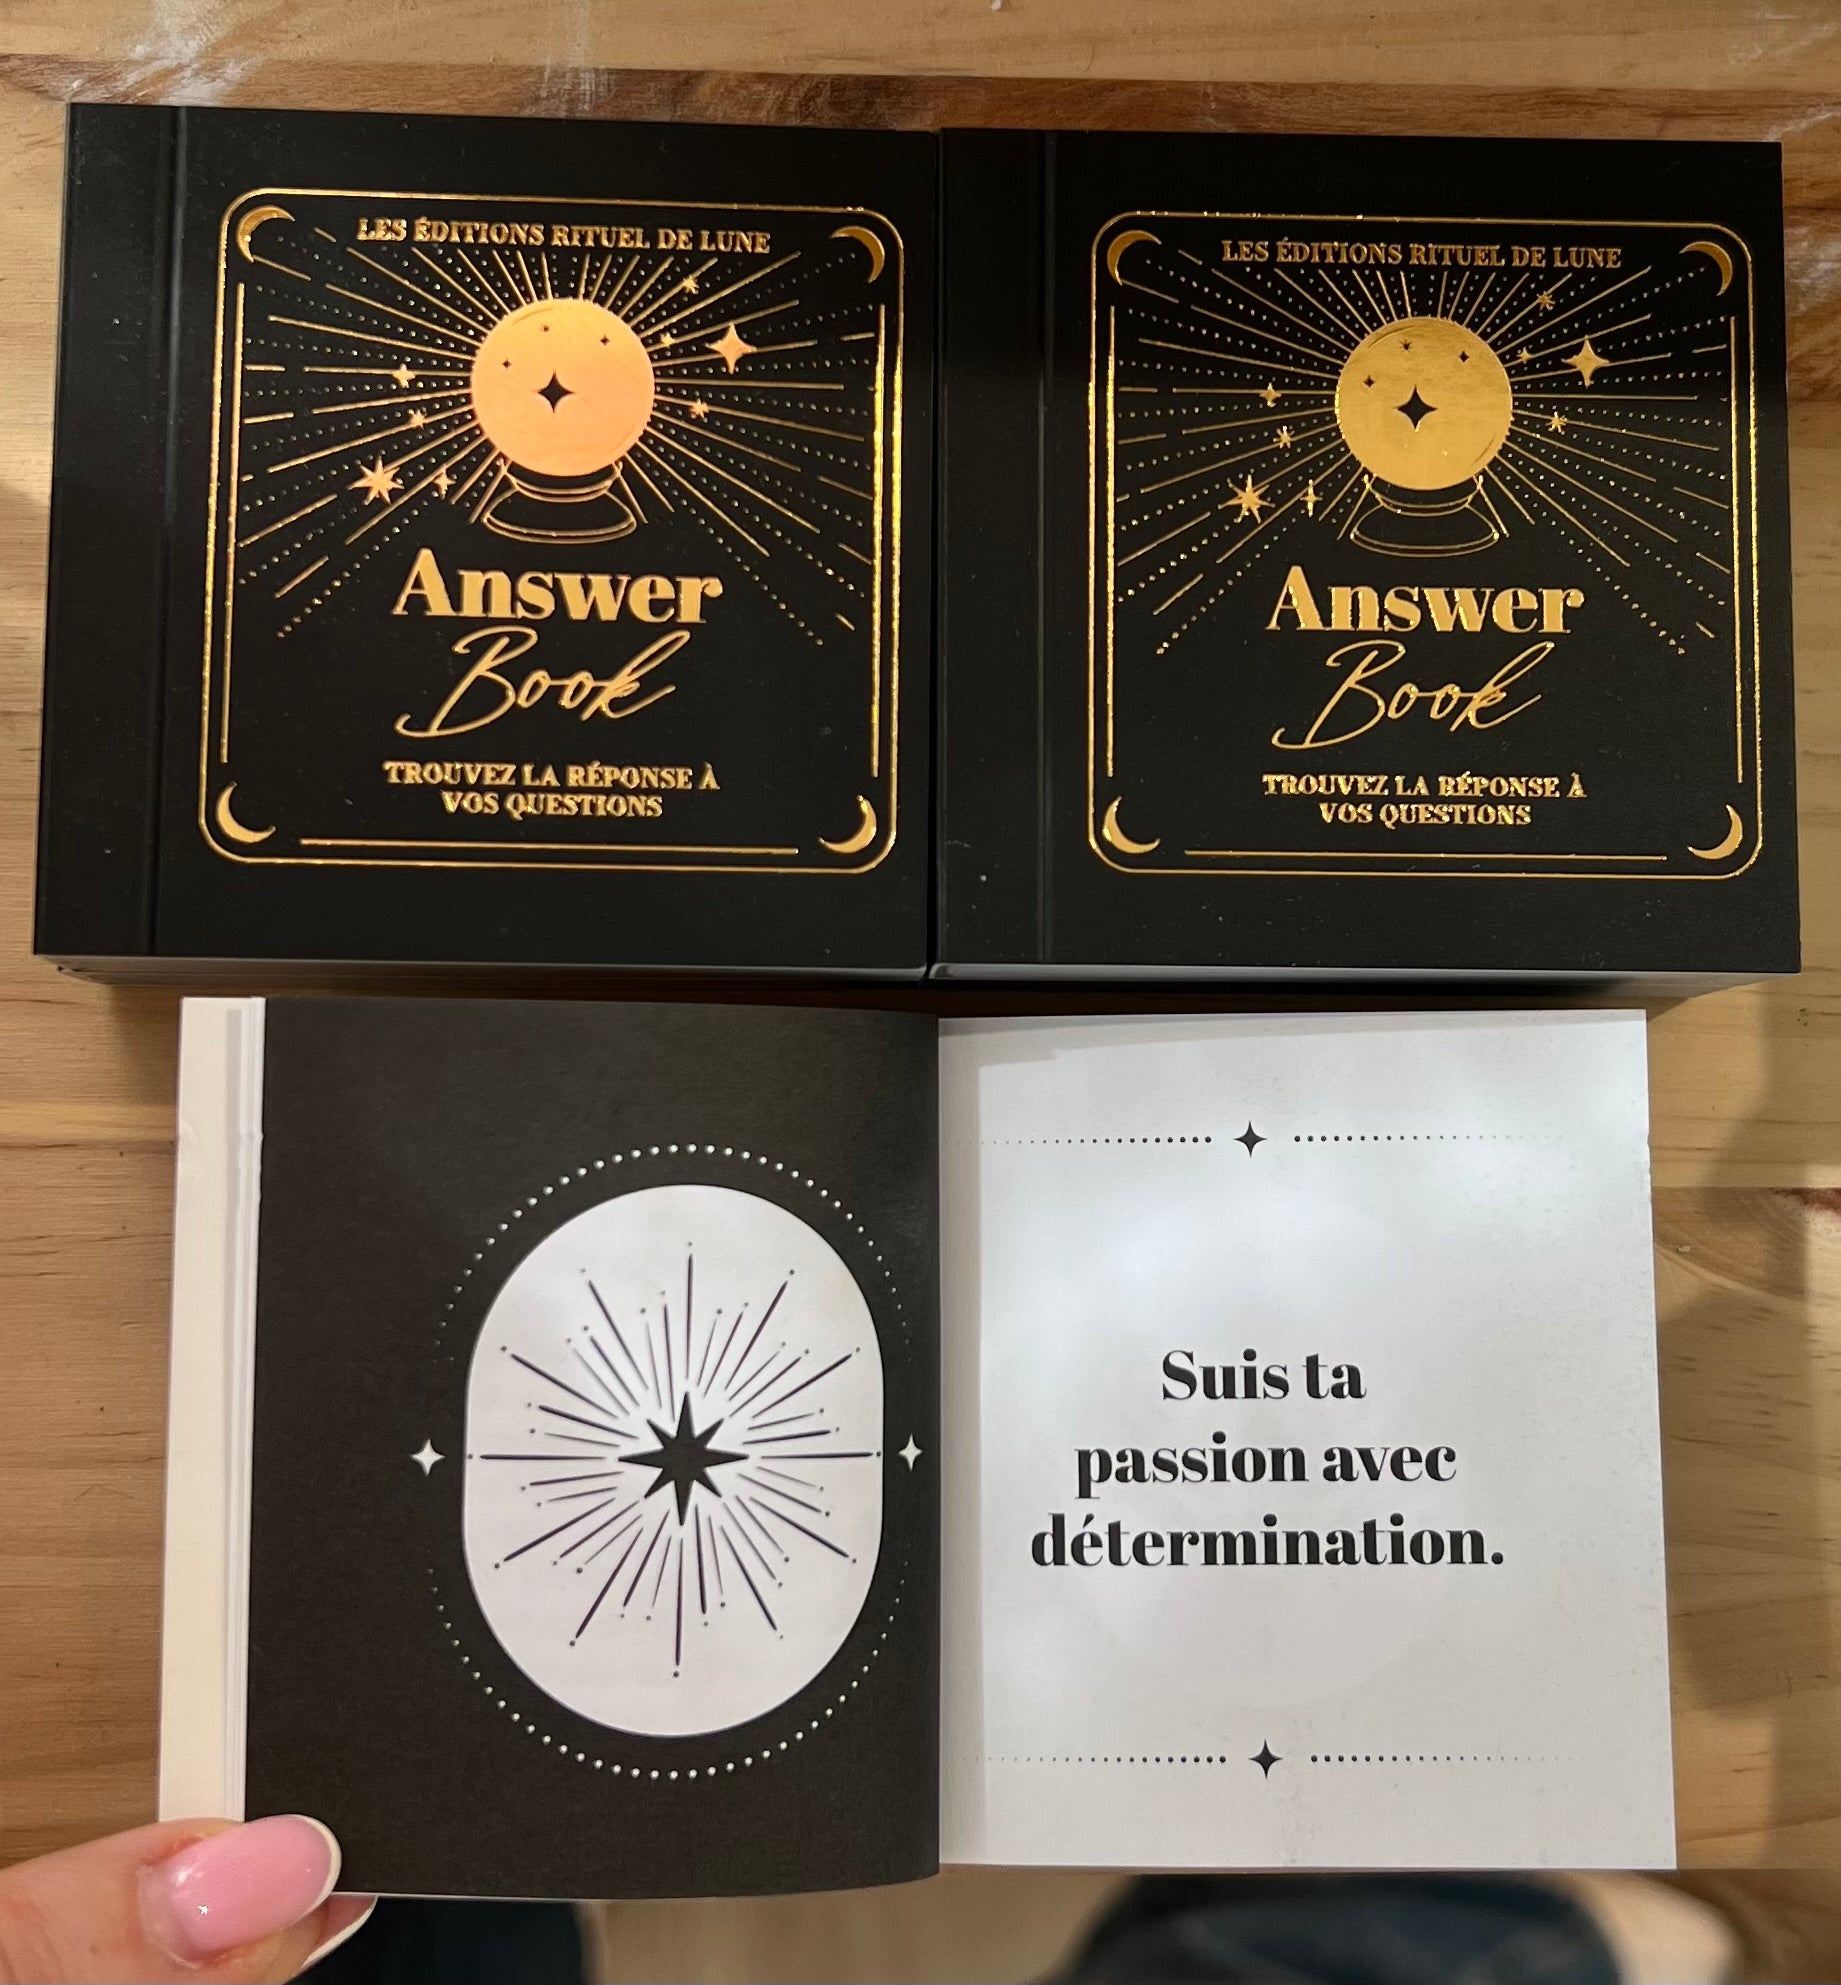 LES ÉDITIONS RITUEL DE LUNE
Answer
Book
TROUVEZ LA RÉPONSE À
VOS QUESTIONS
LES ÉDITIONS RITUEL DE LUNE
Answer
Book
TROUVEZ LA RÉPONSE À
VOS QUESTIONS
Suis ta
passion avec
détermination.